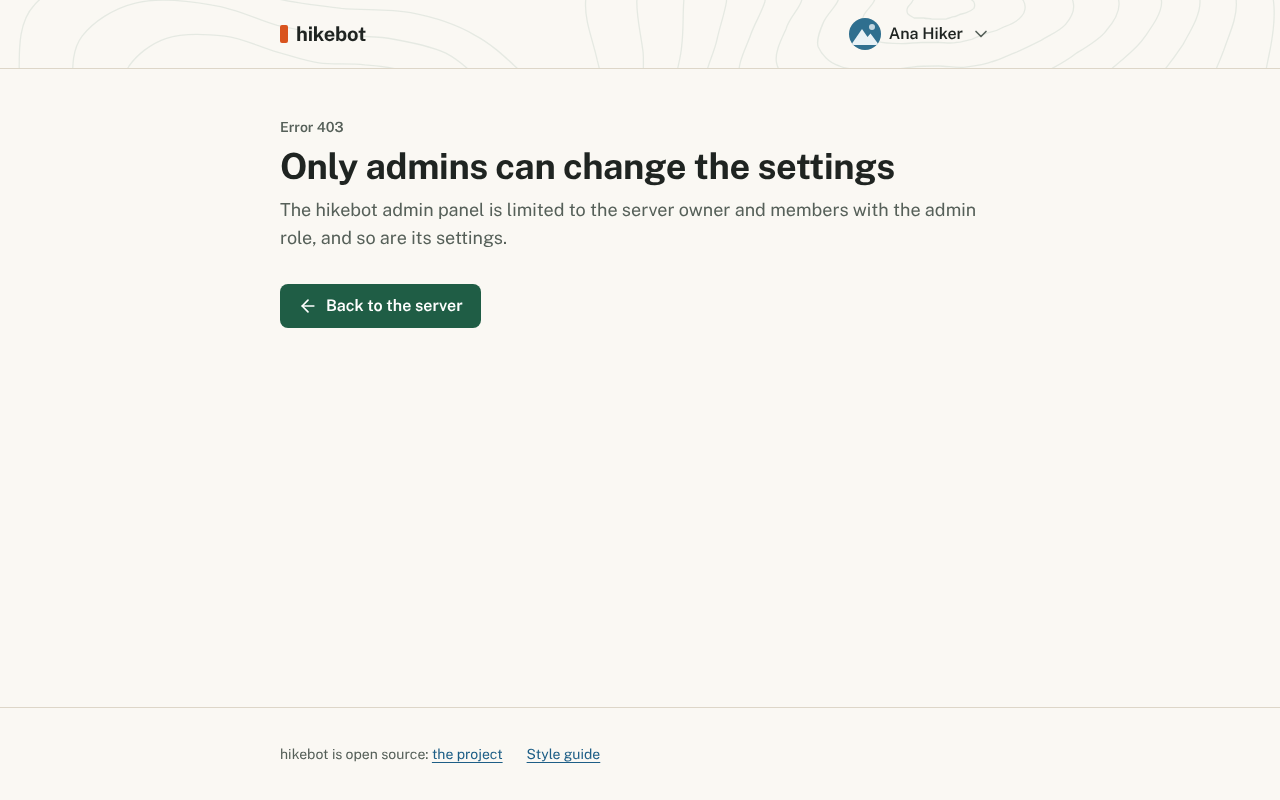 hikebot
Ana Hiker
Error 403
Only admins can change the settings
The hikebot admin panel is limited to the server owner and members with the admin
role, and so are its settings.
Back to the server
hikebot is open source: the project
Style guide